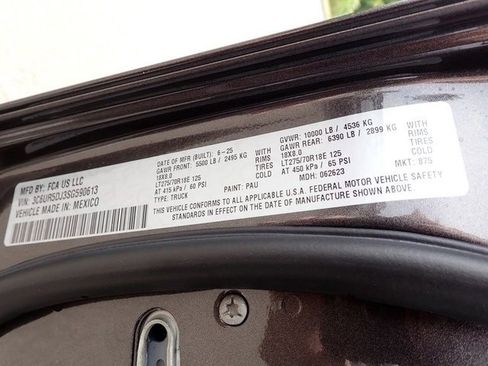 MFD BY: FCA US LLC
VIN: 3C6UR5DJ3SG590613
VEHICLE MADE IN: MEXICO
DATE OF MFR (BUILT): 6-25
GAWR FRONT: 5500 LB / 2495 KG WITH
18X8.0 RIMS
LT275/70R18E 125 TIRES
AT 450 kPa / 65 PSI COLD
TYPE: TRUCK PAINT: PAU
GVWR: 10000 LB / 4536 KG
GAWR REAR: 6390 LB / 2899 KG WITH
18X8.0 RIMS
LT275/70R18E 125 TIRES
AT 450 kPa / 65 PSI COLD
MDH: 062623 MKT: 875
THIS VEHICLE CONFORMS TO ALL APPLICABLE U.S.A. FEDERAL MOTOR VEHICLE SAFETY
STANDARDS IN EFFECT ON THE DATE OF MANUFACTURE SHOWN ABOVE